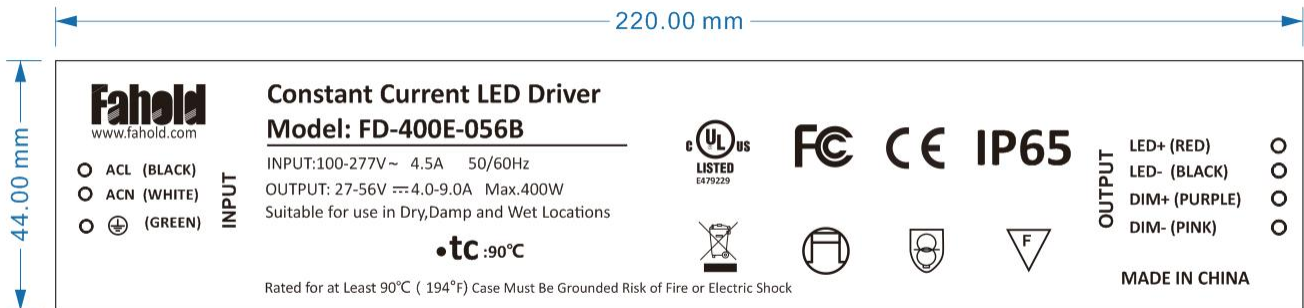 220.00 mm
44.00 mm
Fahold
www.fahold.com
ACL (BLACK)
ACN (WHITE)
(GREEN)
INPUT
Constant Current LED Driver
Model: FD-400E-056B
INPUT:100-277V~ 4.5A 50/60Hz
OUTPUT: 27-56V ⎓4.0-9.0A Max.400W
Suitable for use in Dry,Damp and Wet Locations
•tc:90℃
Rated for at Least 90℃ ( 194°F) Case Must Be Grounded Risk of Fire or Electric Shock
c UL US
LISTED
E479229
FC
CE
IP65
F
OUTPUT
LED+ (RED)
LED- (BLACK)
DIM+ (PURPLE)
DIM- (PINK)
MADE IN CHINA